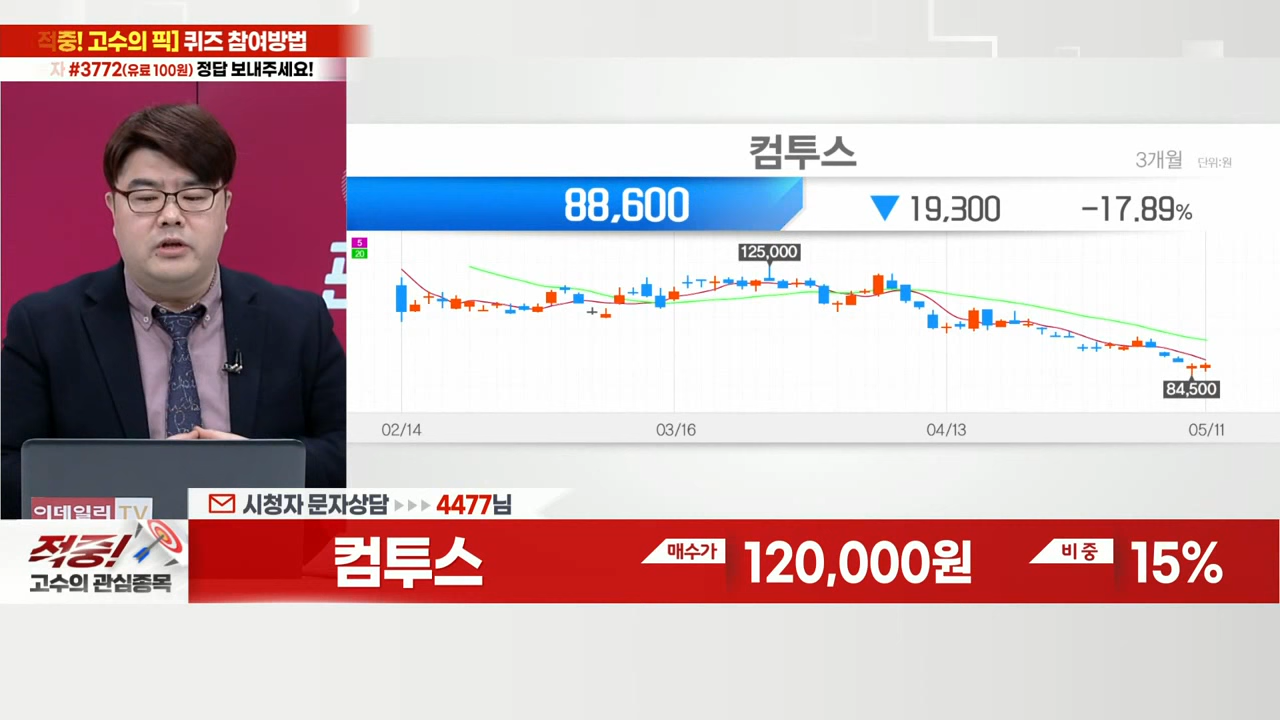 적중! 고수의 픽] 퀴즈 참여방법
자 #3772(유료 100원) 정답 보내주세요!
컴투스
3개월 단위:원
88,600 ▼ 19,300 -17.89%
5
20
125,000
84,500
02/14 03/16 04/13 05/11
이데일리 TV
시청자 문자상담 ▶▶▶ 4477님
적중!
고수의 관심종목
컴투스 매수가 120,000원 비중 15%